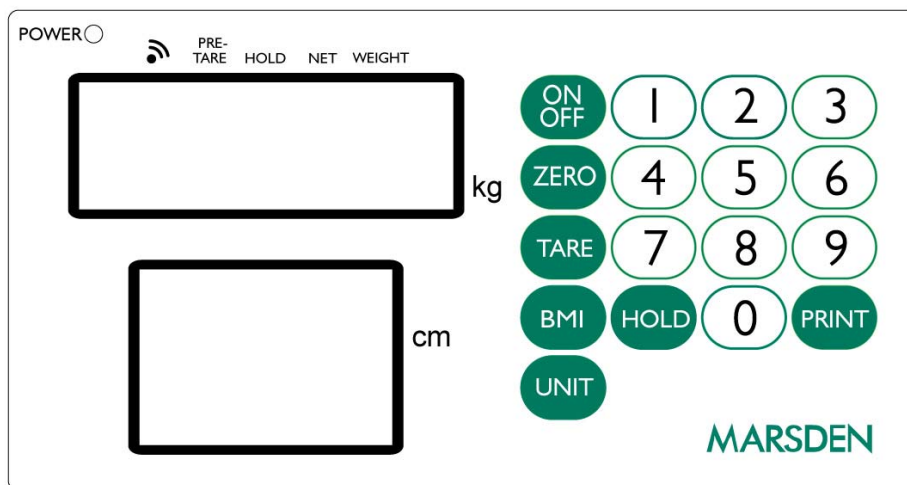 POWER
PRE-
TARE HOLD NET WEIGHT
kg
cm
ON
OFF
1 2 3
ZERO 4 5 6
TARE 7 8 9
BMI HOLD 0 PRINT
UNIT
MARSDEN